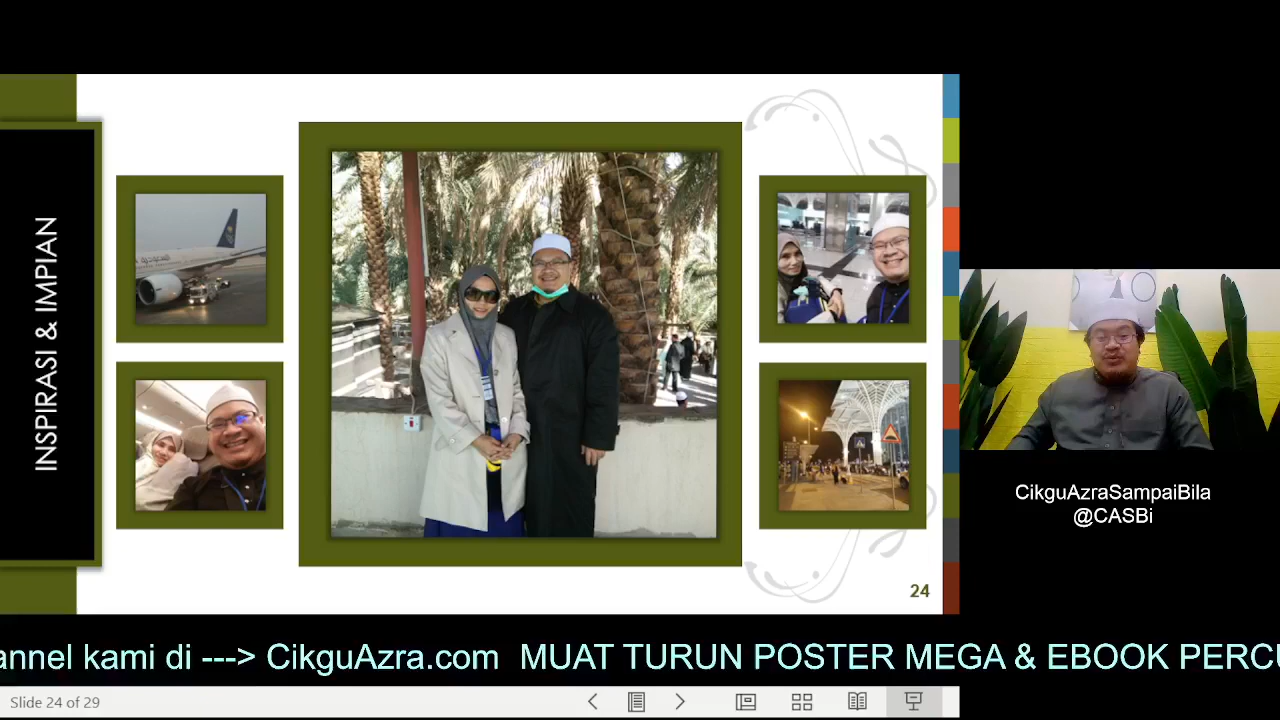 INSPIRASI & IMPIAN
24
CikguAzraSampaiBila
@CASBi
annel kami di ---> CikguAzra.com MUAT TURUN POSTER MEGA & EBOOK PERCU
Slide 24 of 29